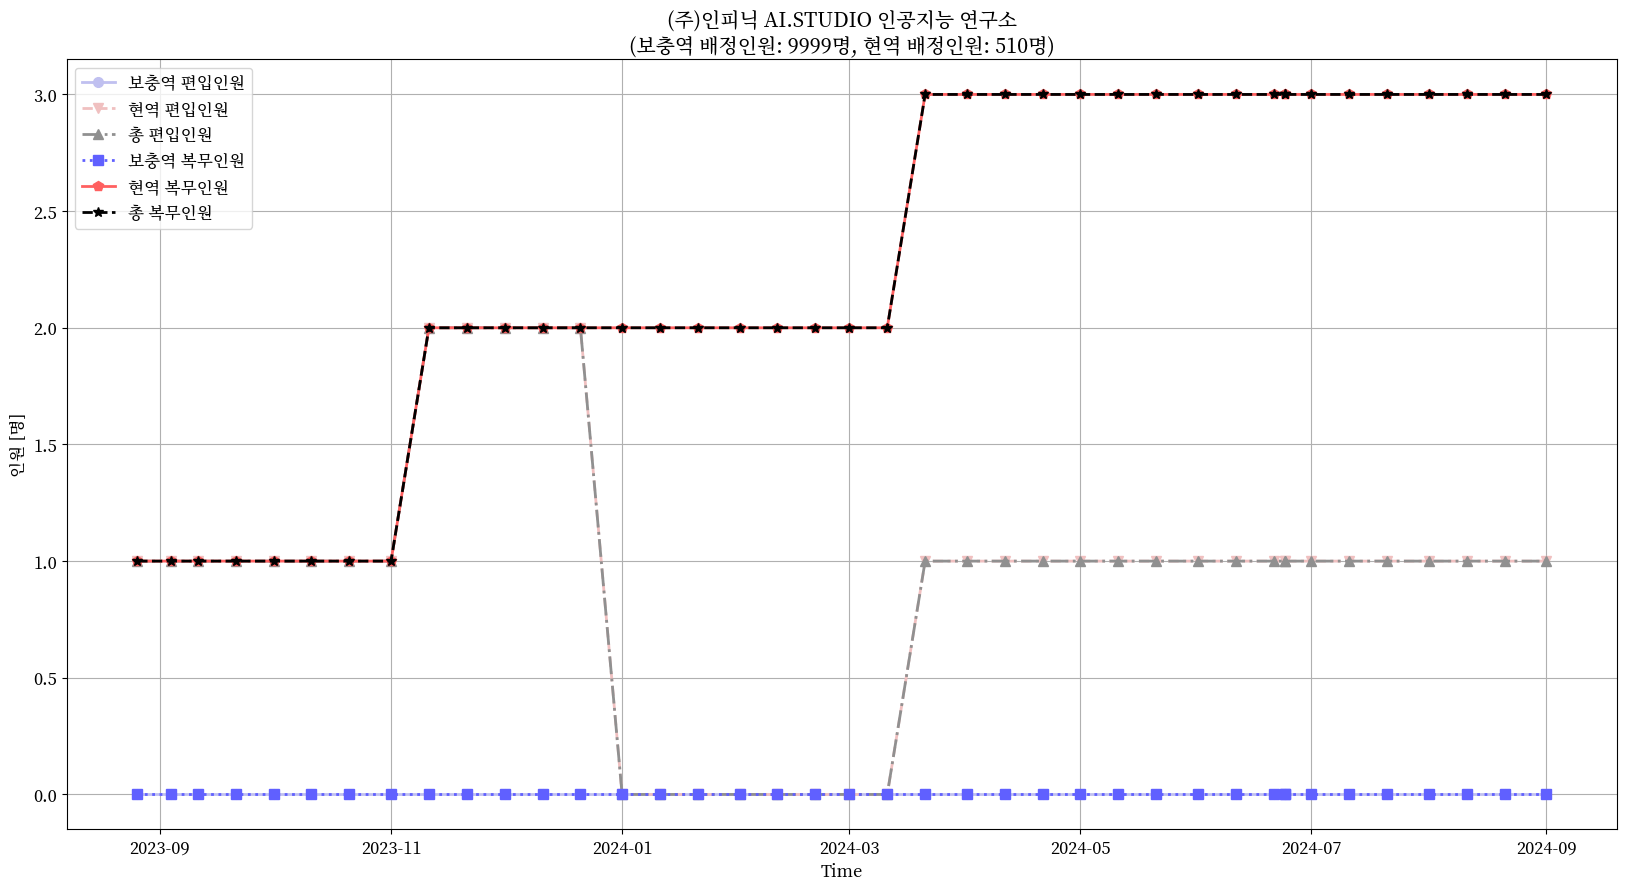 (주)인피닉 AI.STUDIO 인공지능 연구소
(보충역 배정인원: 9999명, 현역 배정인원: 510명)
보충역 편입인원
현역 편입인원
총 편입인원
보충역 복무인원
현역 복무인원
총 복무인원
3.0
2.5
2.0
1.5
1.0
0.5
0.0
인원 [명]
2023-09 2023-11 2024-01 2024-03 2024-05 2024-07 2024-09
Time